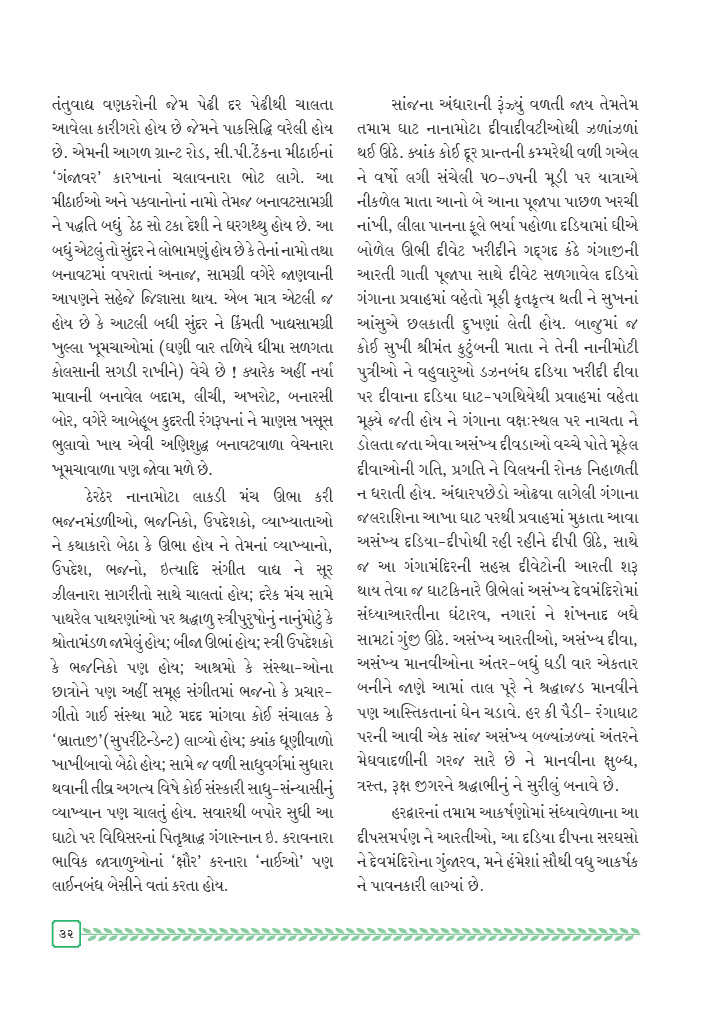 તંતુવાદ્ય વણકરોની જેમ પેઢી દર પેઢીથી ચાલતા
આવેલા કારીગરો હોય છે જેમને પાકસિદ્ધિ વરેલી હોય
છે. એમની આગળ ગ્રાન્ટ રોડ, સી.પી.ટેંકના મીઠાઈનાં
‘ગંજાવર’ કારખાનાં ચલાવનારા ભોટ લાગે. આ
મીઠાઈઓ અને પકવાનોનાં નામો તેમજ બનાવટસામગ્રી
ને પદ્ધતિ બધું ઠેઠ સો ટકા દેશી ને ઘરગથ્થુ હોય છે. આ
બધું એટલું તો સુંદર ને લોભામણું હોય છે કે તેનાં નામો તથા
બનાવટમાં વપરાતાં અનાજ, સામગ્રી વગેરે જાણવાની
આપણને સહેજે જિજ્ઞાસા થાય. એબ માત્ર એટલી જ
હોય છે કે આટલી બધી સુંદર ને કિંમતી ખાદ્યસામગ્રી
ખુલ્લા ખૂમચાઓમાં (ઘણી વાર તળિયે ધીમા સળગતા
કોલસાની સગડી રાખીને) વેચે છે ! ક્યારેક અહીં નર્યા
માવાની બનાવેલ બદામ, લીચી, અખરોટ, બનારસી
બોર, વગેરે આબેહૂબ કુદરતી રંગરૂપનાં ને માણસ ખસૂસ
ભુલાવો ખાય એવી અણિશુદ્ધ બનાવટવાળા વેચનારા
ખૂમચાવાળા પણ જોવા મળે છે.
ઠેરઠેર નાનામોટા લાકડી મંચ ઊભા કરી
ભજનમંડળીઓ, ભજનિકો, ઉપદેશકો, વ્યાખ્યાતાઓ
ને કથાકારો બેઠા કે ઊભા હોય ને તેમનાં વ્યાખ્યાનો,
ઉપદેશ, ભજનો, ઇત્યાદિ સંગીત વાદ્ય ને સૂર
ઝીલનારા સાગરીતો સાથે ચાલતાં હોય; દરેક મંચ સામે
પાથરેલ પાથરણાંઓ પર શ્રદ્ધાળુ સ્ત્રીપુરુષોનું નાનુંમોટું કે
શ્રોતામંડળ જામેલું હોય; બીજા ઊભાં હોય; સ્ત્રી ઉપદેશકો
કે ભજનિકો પણ હોય; આશ્રમો કે સંસ્થા-ઓના
છાત્રોને પણ અહીં સમૂહ સંગીતમાં ભજનો કે પ્રચાર-
ગીતો ગાઈ સંસ્થા માટે મદદ માંગવા કોઈ સંચાલક કે
‘ભ્રાતાજી’(સુપરીંટેન્ડેન્ટ) લાવ્યો હોય; ક્યાંક ધૂણીવાળો
ખાખીબાવો બેઠો હોય; સામે જ વળી સાધુવર્ગમાં સુધારા
થવાની તીવ્ર અગત્ય વિષે કોઈ સંસ્કારી સાધુ-સંન્યાસીનું
વ્યાખ્યાન પણ ચાલતું હોય. સવારથી બપોર સુધી આ
ઘાટો પર વિધિસરનાં પિતૃશ્રાદ્ધ ગંગાસ્નાન ઇ. કરાવનારા
ભાવિક જાત્રાળુઓનાં ‘ક્ષૌર’ કરનારા ‘નાઈઓ’ પણ
લાઈનબંધ બેસીને વતાં કરતા હોય.
સાંજના અંધારાની રૂંઝ્યું વળતી જાય તેમતેમ
તમામ ઘાટ નાનામોટા દીવાદીવટીઓથી ઝળાંઝળાં
થઈ ઊઠે. ક્યાંક કોઈ દૂર પ્રાન્તની કમ્મરેથી વળી ગએલ
ને વર્ષો લગી સંચેલી ૫૦-૭૫ની મૂડી પર યાત્રાએ
નીકળેલ માતા આનો બે આના પૂજાપા પાછળ ખરચી
નાંખી, લીલા પાનના ફૂલે ભર્યા પહોળા દડિયામાં ઘીએ
બોળેલ ઊભી દીવેટ ખરીદીને ગદ્ગદ કંઠે ગંગાજીની
આરતી ગાતી પૂજાપા સાથે દીવેટ સળગાવેલ દડિયો
ગંગાના પ્રવાહમાં વહેતો મૂકી કૃતકૃત્ય થતી ને સુખનાં
આંસુએ છલકાતી દુખણાં લેતી હોય. બાજુમાં જ
કોઈ સુખી શ્રીમંત કુટુંબની માતા ને તેની નાનીમોટી
પુત્રીઓ ને વહુવારુઓ ડઝનબંધ દડિયા ખરીદી દીવા
પર દીવાના દડિયા ઘાટ-પગથિયેથી પ્રવાહમાં વહેતા
મૂક્યે જતી હોય ને ગંગાના વક્ષઃસ્થલ પર નાચતા ને
ડોલતા જતા એવા અસંખ્ય દીવડાઓ વચ્ચે પોતે મૂકેલ
દીવાઓની ગતિ, પ્રગતિ ને વિલયની રોનક નિહાળતી
ન ધરાતી હોય. અંધારપછેડો ઓઢવા લાગેલી ગંગાના
જલરાશિના આખા ઘાટ પરથી પ્રવાહમાં મુકાતા આવા
અસંખ્ય દડિયા-દીપોથી રહી રહીને દીપી ઊઠે, સાથે
જ આ ગંગામંદિરની સહસ્ર દીવેટોની આરતી શરૂ
થાય તેવા જ ઘાટકિનારે ઊભેલાં અસંખ્ય દેવમંદિરોમાં
સંધ્યાઆરતીના ઘંટારવ, નગારાં ને શંખનાદ બધે
સામટાં ગુંજી ઊઠે. અસંખ્ય આરતીઓ, અસંખ્ય દીવા,
અસંખ્ય માનવીઓના અંતર-બધું ઘડી વાર એકતાર
બનીને જાણે આમાં તાલ પૂરે ને શ્રદ્ધાજડ માનવીને
પણ આસ્તિકતાનાં ઘેન ચડાવે. હર કી પૈડી- રંગાઘાટ
પરની આવી એક સાંજ અસંખ્ય બળ્યાંઝળ્યાં અંતરને
મેઘવાદળીની ગરજ સારે છે ને માનવીના ક્ષુબ્ધ,
ત્રસ્ત, રૂક્ષ જીગરને શ્રદ્ધાભીનું ને સુરીલું બનાવે છે.
હરદ્વારનાં તમામ આકર્ષણોમાં સંધ્યાવેળાના આ
દીપસમર્પણ ને આરતીઓ, આ દડિયા દીપના સરઘસો
ને દેવમંદિરોના ગુંજારવ, મને હંમેશાં સૌથી વધુ આકર્ષક
ને પાવનકારી લાગ્યાં છે.
૩૨